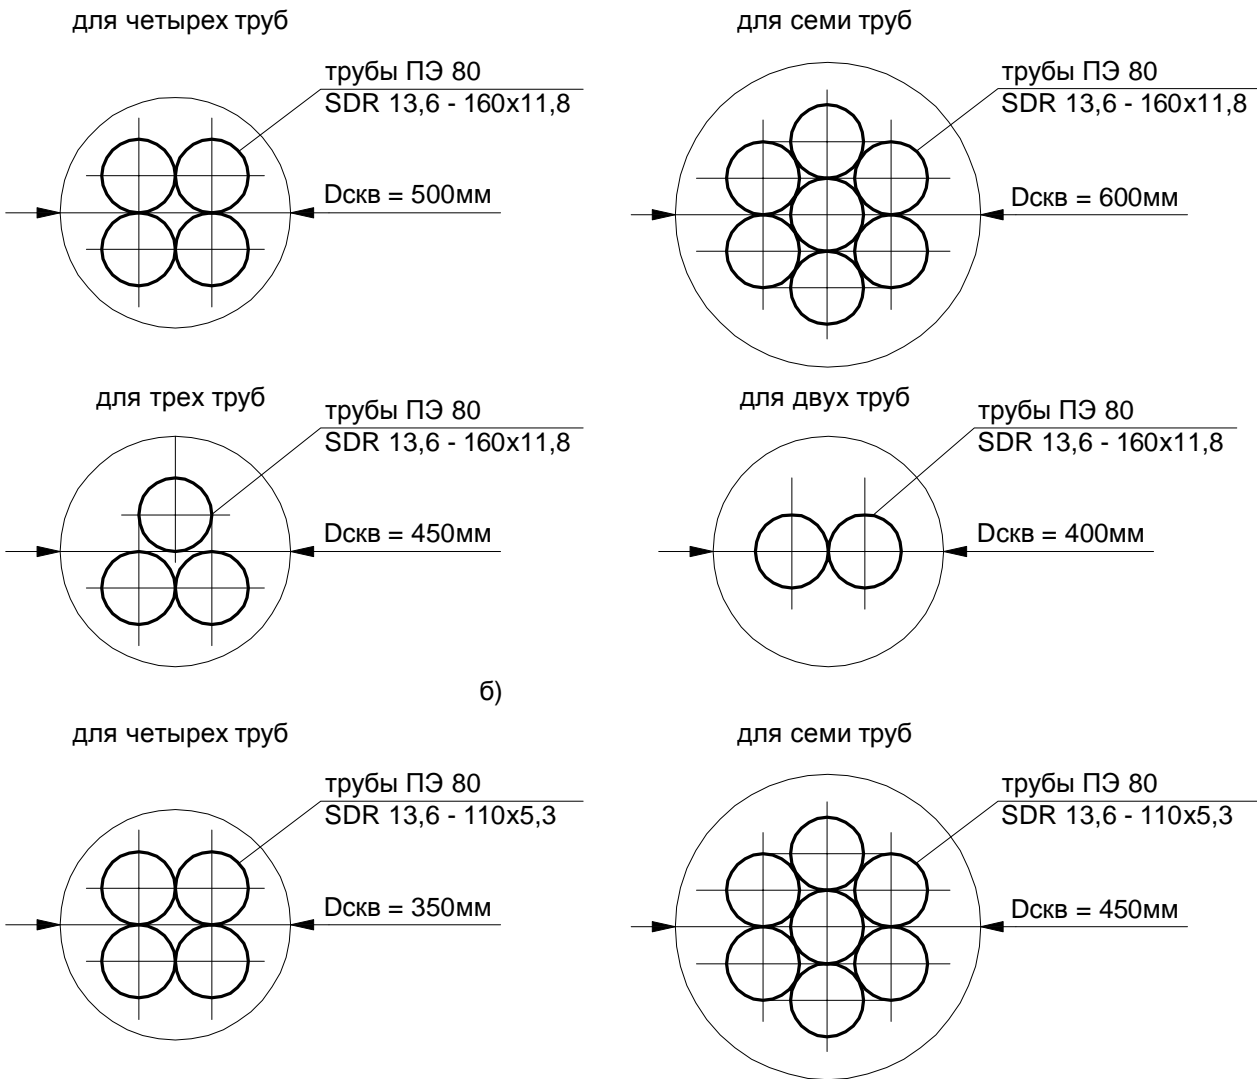 для четырех труб
трубы ПЭ 80
SDR 13,6 - 160x11,8
Dскв = 500мм
для семи труб
трубы ПЭ 80
SDR 13,6 - 160x11,8
Dскв = 600мм
для трех труб
трубы ПЭ 80
SDR 13,6 - 160x11,8
Dскв = 450мм
для двух труб
трубы ПЭ 80
SDR 13,6 - 160x11,8
Dскв = 400мм
б)
для четырех труб
трубы ПЭ 80
SDR 13,6 - 110x5,3
Dскв = 350мм
для семи труб
трубы ПЭ 80
SDR 13,6 - 110x5,3
Dскв = 450мм